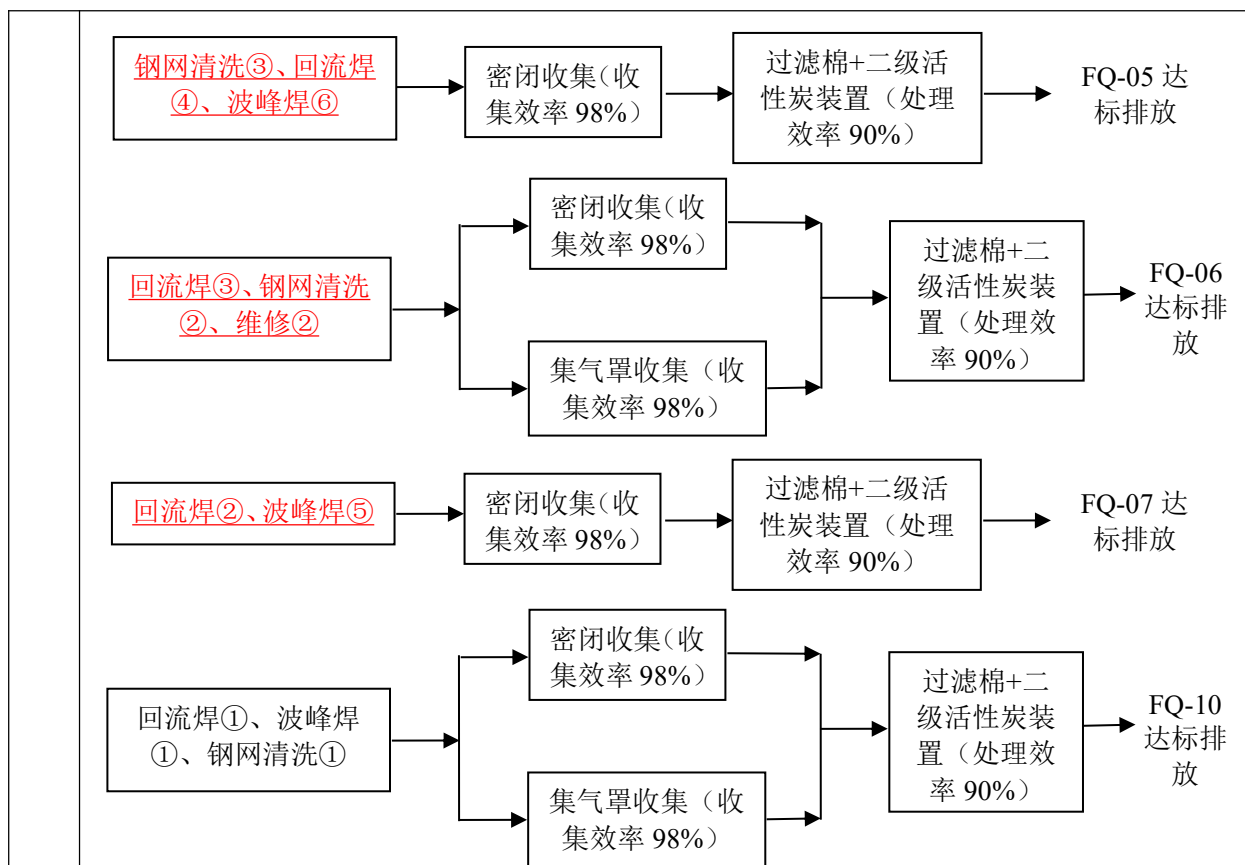 钢网清洗③、回流焊
④、波峰焊⑥
密闭收集（收
集效率 98%）
过滤棉+二级活
性炭装置（处理
效率 90%）
FQ-05 达
标排放
回流焊③、钢网清洗
②、维修②
密闭收集（收
集效率 98%）
集气罩收集（收
集效率 98%）
过滤棉+二
级活性炭装
置（处理效
率 90%）
FQ-06
达标排
放
回流焊②、波峰焊⑤
密闭收集（收
集效率 98%）
过滤棉+二级活
性炭装置（处理
效率 90%）
FQ-07 达
标排放
回流焊①、波峰焊
①、钢网清洗①
密闭收集（收
集效率 98%）
集气罩收集（收
集效率 98%）
过滤棉+二
级活性炭装
置（处理效
率 90%）
FQ-10
达标排
放